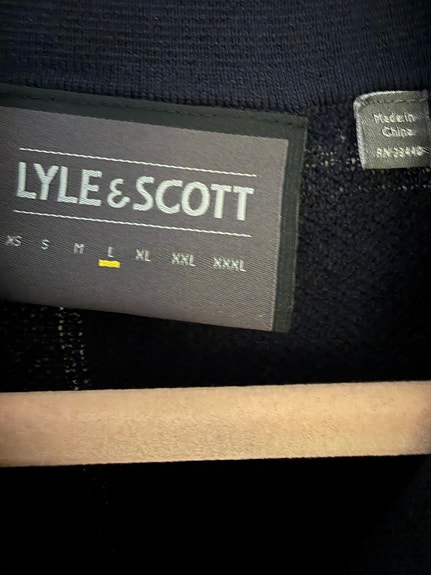 LYLE & SCOTT
XS S M L XL XXL XXXL
Made in
China